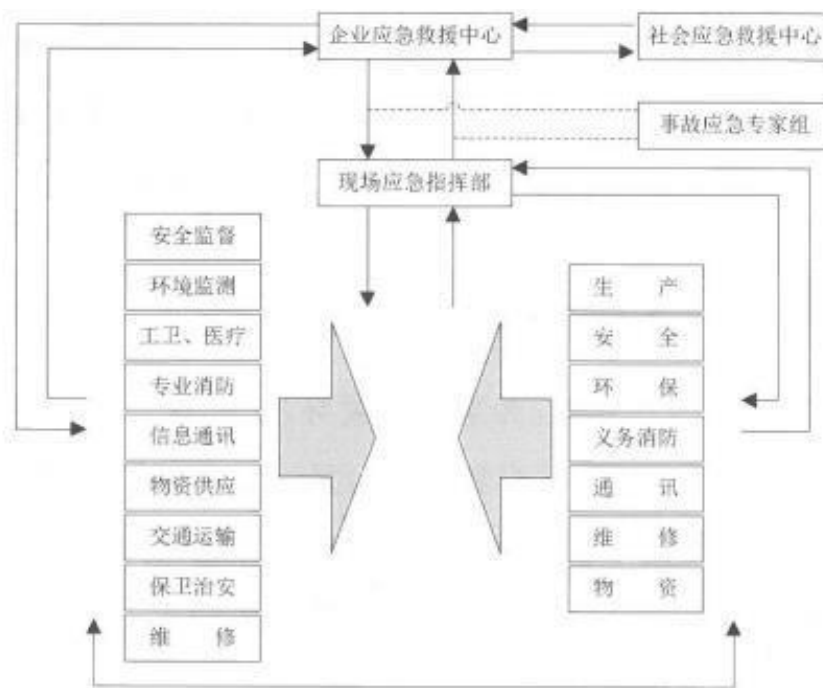 企业应急救援中心
社会应急救援中心
事故应急专家组
现场应急指挥部
安全监督
环境监测
工卫、医疗
专业消防
信息通讯
物资供应
交通运输
保卫治安
维 修
生 产
安 全
环 保
义务消防
通 讯
维 修
物 资